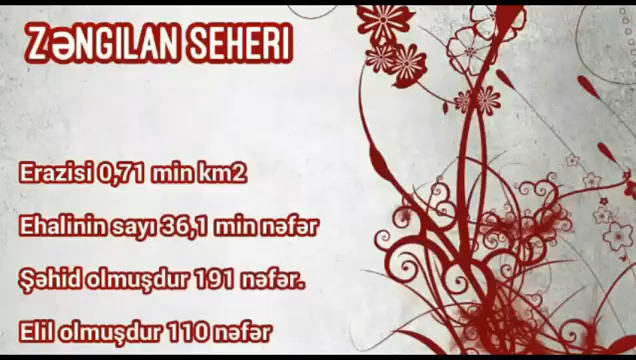 ZƏNGILAN SEHERI
Erazisi 0,71 min km2
Ehalinin sayı 36,1 min nəfər
Şəhid olmuşdur 191 nəfər.
Elil olmuşdur 110 nəfər